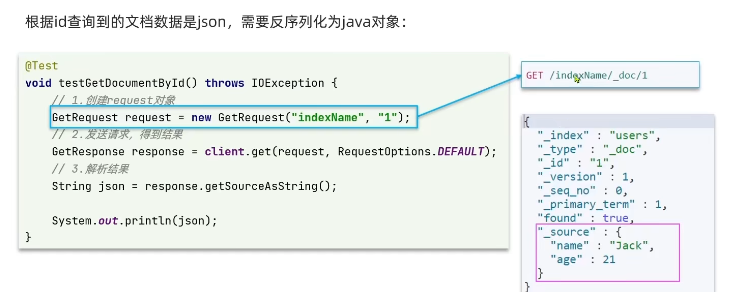 根据id查询到的文档数据是json，需要反序列化为java对象：
@Test
void testGetDocumentById() throws IOException {
// 1.创建request对象
GetRequest request = new GetRequest("indexName", "1");
// 2.发送请求，得到结果
GetResponse response = client.get(request, RequestOptions.DEFAULT);
// 3.解析结果
String json = response.getSourceAsString();
System.out.println(json);
}
GET /indexName/_doc/1
{
"_index" : "users",
"_type" : "_doc",
"_id" : "1",
"_version" : 1,
"_seq_no" : 0,
"_primary_term" : 1,
"found" : true,
"_source" : {
"name" : "Jack",
"age" : 21
}
}